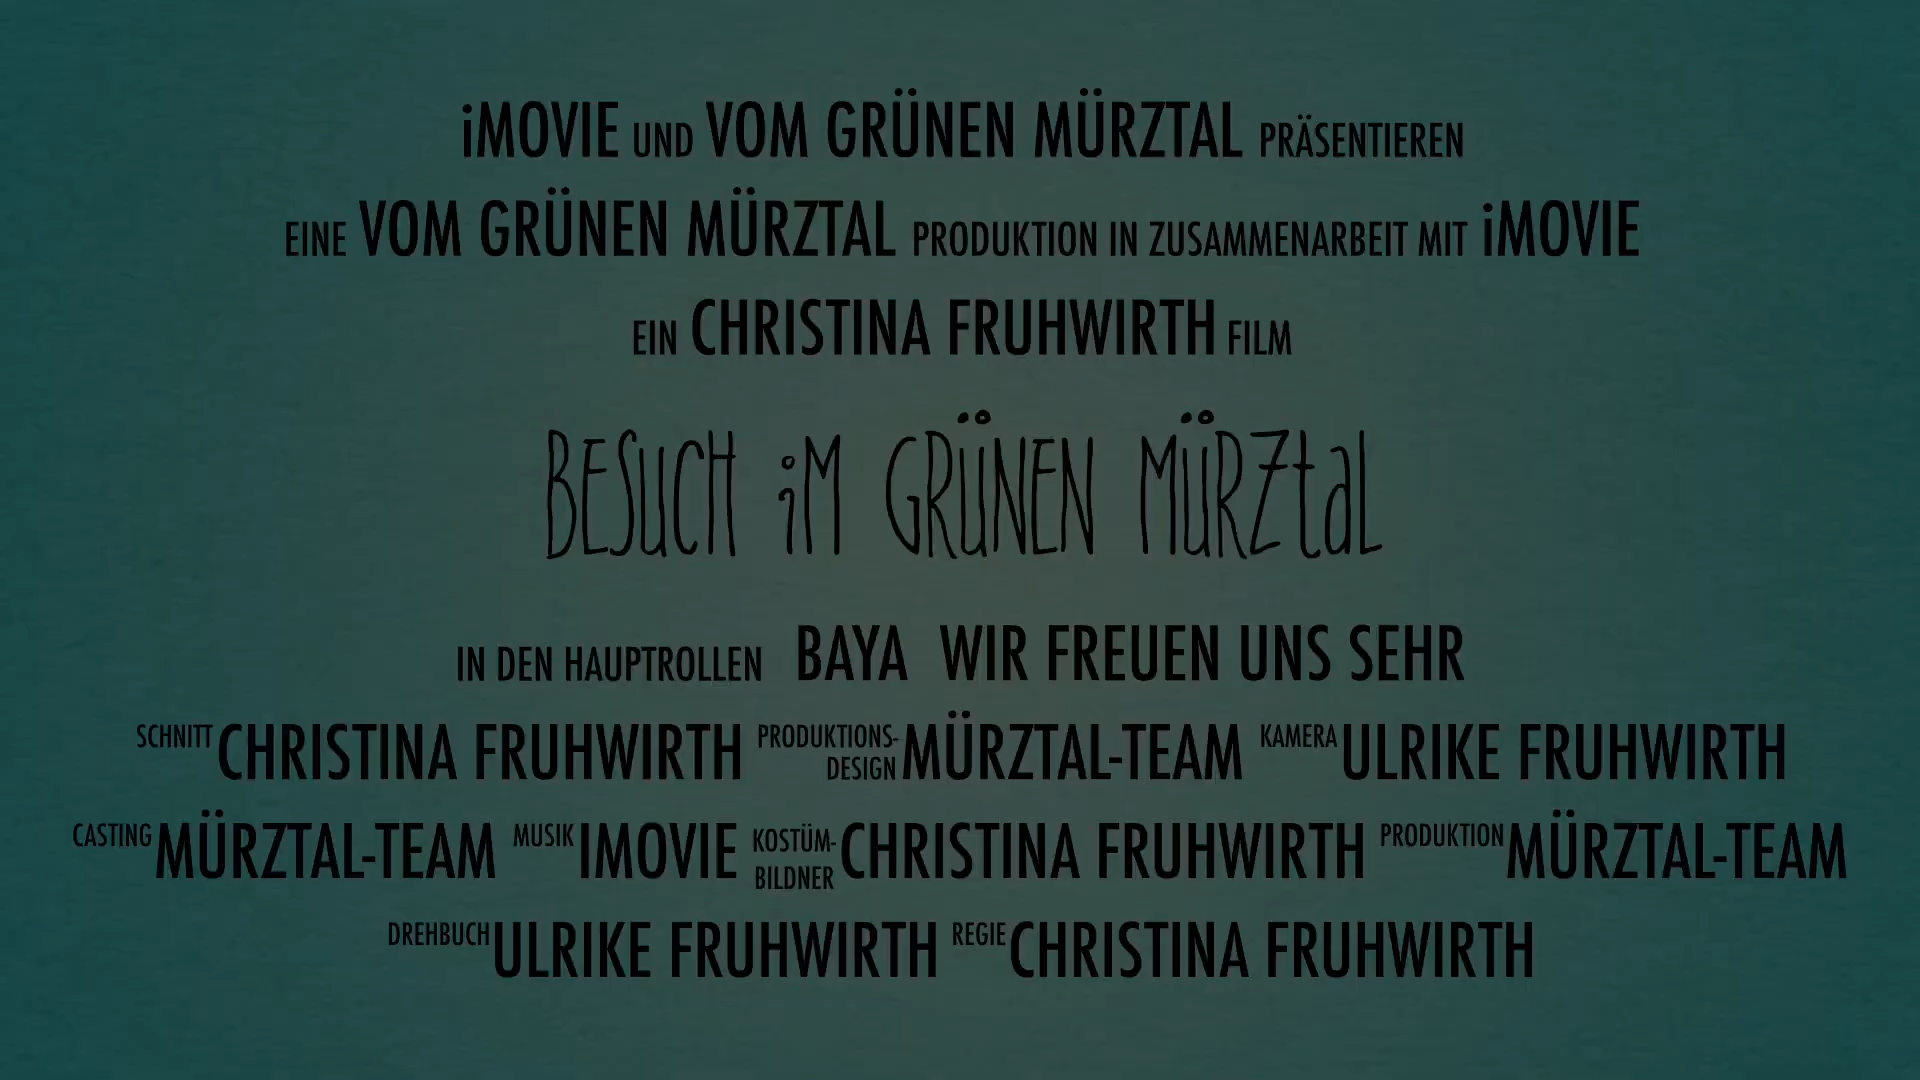 iMOVIE UND VOM GRÜNEN MÜRZTAL PRÄSENTIEREN
EINE VOM GRÜNEN MÜRZTAL PRODUKTION IN ZUSAMMENARBEIT MIT iMOVIE
EIN CHRISTINA FRUHWIRTH FILM
BESUCH iM GRÜNEN MÜRZtaL
IN DEN HAUPTROLLEN BAYA WIR FREUEN UNS SEHR
SCHNITT CHRISTINA FRUHWIRTH PRODUKTIONS-DESIGN MÜRZTAL-TEAM KAMERA ULRIKE FRUHWIRTH
CASTING MÜRZTAL-TEAM MUSIK IMOVIE KOSTÜM-BILDNER CHRISTINA FRUHWIRTH PRODUKTION MÜRZTAL-TEAM
DREHBUCH ULRIKE FRUHWIRTH REGIE CHRISTINA FRUHWIRTH